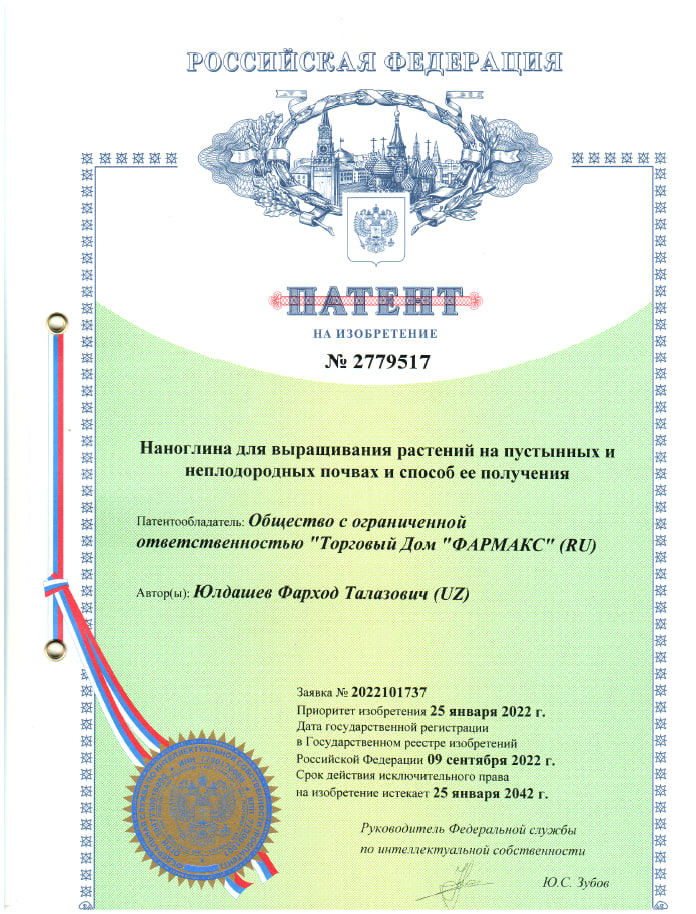 РОССИЙСКАЯ ФЕДЕРАЦИЯ
ПАТЕНТ
НА ИЗОБРЕТЕНИЕ
№ 2779517
Наноглина для выращивания растений на пустынных и
неплодородных почвах и способ ее получения
Патентообладатель: Общество с ограниченной
ответственностью "Торговый Дом "ФАРМАКС" (RU)
Автор(ы): Юлдашев Фарход Талазович (UZ)
Заявка № 2022101737
Приоритет изобретения 25 января 2022 г.
Дата государственной регистрации
в Государственном реестре изобретений
Российской Федерации 09 сентября 2022 г.
Срок действия исключительного права
на изобретение истекает 25 января 2042 г.
Руководитель Федеральной службы
по интеллектуальной собственности
Ю.С. Зубов